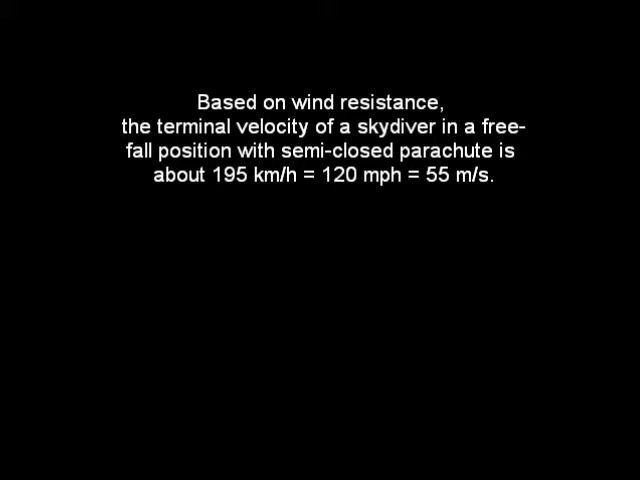 Based on wind resistance,
the terminal velocity of a skydiver in a free-
fall position with semi-closed parachute is
about 195 km/h = 120 mph = 55 m/s.